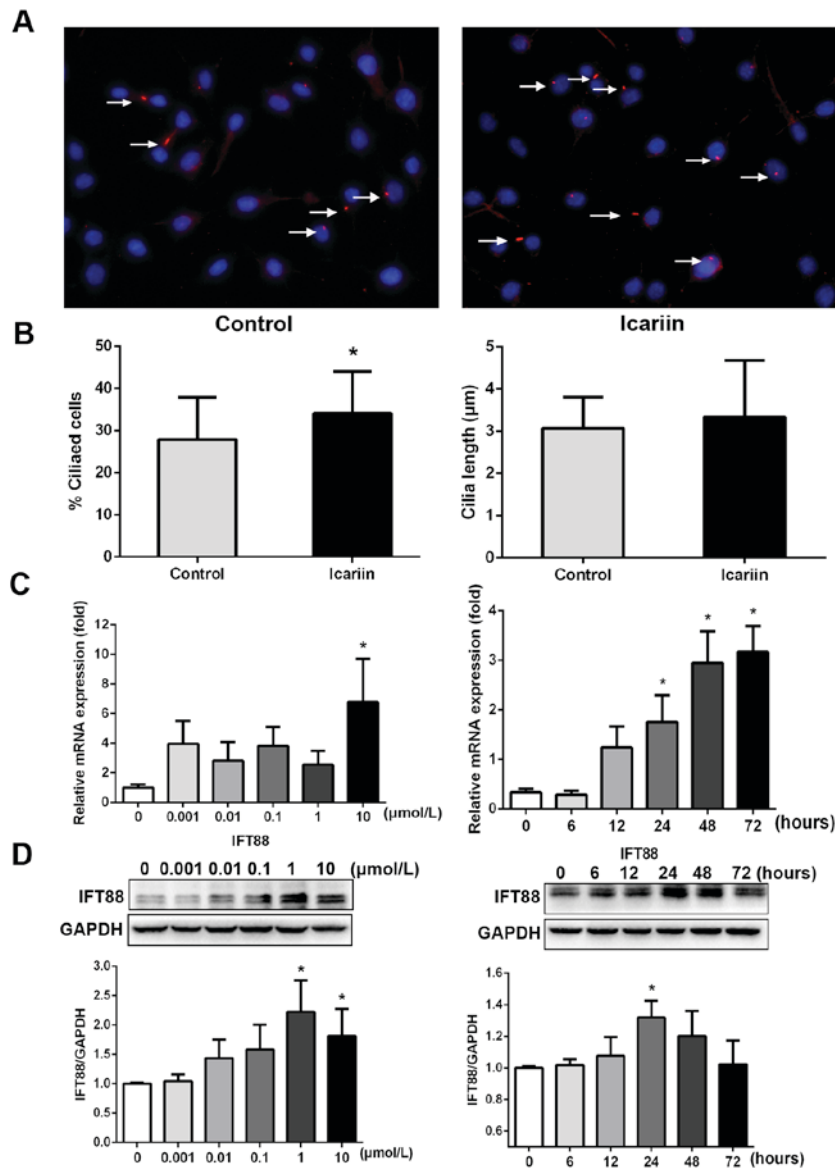 A
Control Icariin
B
% Ciliaed cells
50
40
30
20
10
0
*
Control Icariin
Cilia length (µm)
5
4
3
2
1
0
Control Icariin
C
Relative mRNA expression (fold)
10
8
6
4
2
0
*
0 0.001 0.01 0.1 1 10 (µmol/L)
IFT88
Relative mRNA expression (fold)
4
3
2
1
0
* * *
0 6 12 24 48 72 (hours)
IFT88
D
0 0.001 0.01 0.1 1 10 (µmol/L)
IFT88
GAPDH
IFT88/GAPDH
3.0
2.5
2.0
1.5
1.0
0.5
0.0
* *
0 0.001 0.01 0.1 1 10 (µmol/L)
0 6 12 24 48 72 (hours)
IFT88
GAPDH
IFT88/GAPDH
1.6
1.4
1.2
1.0
0.8
0.6
*
0 6 12 24 48 72 (hours)